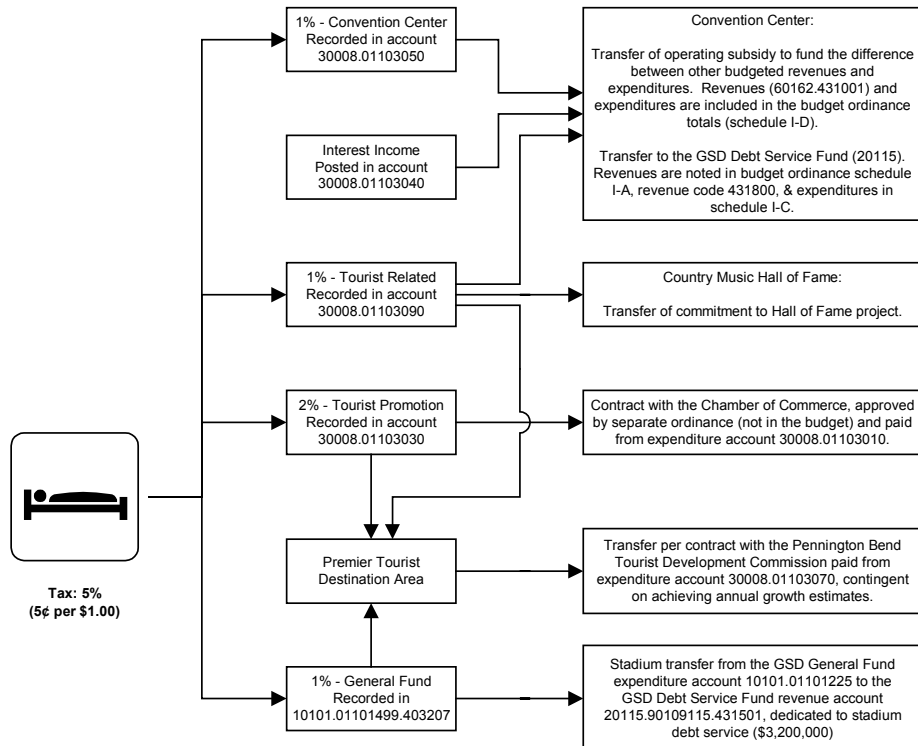 1% - Convention Center
Recorded in account
30008.01103050
Convention Center:
Transfer of operating subsidy to fund the difference
between other budgeted revenues and
expenditures. Revenues (60162.431001) and
expenditures are included in the budget ordinance
totals (schedule I-D).
Transfer to the GSD Debt Service Fund (20115).
Revenues are noted in budget ordinance schedule
I-A, revenue code 431800, & expenditures in
schedule I-C.
Interest Income
Posted in account
30008.01103040
1% - Tourist Related
Recorded in account
30008.01103090
Country Music Hall of Fame:
Transfer of commitment to Hall of Fame project.
2% - Tourist Promotion
Recorded in account
30008.01103030
Contract with the Chamber of Commerce, approved
by separate ordinance (not in the budget) and paid
from expenditure account 30008.01103010.
Tax: 5%
(5¢ per $1.00)
Premier Tourist
Destination Area
Transfer per contract with the Pennington Bend
Tourist Development Commission paid from
expenditure account 30008.01103070, contingent
on achieving annual growth estimates.
1% - General Fund
Recorded in
10101.01101499.403207
Stadium transfer from the GSD General Fund
expenditure account 10101.01101225 to the
GSD Debt Service Fund revenue account
20115.90109115.431501, dedicated to stadium
debt service ($3,200,000)